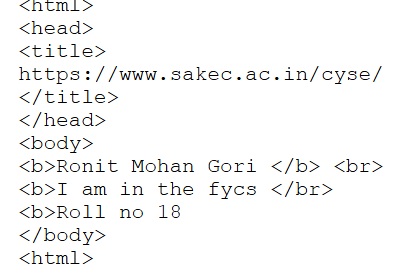 <html>
<head>
<title>
https://www.sakec.ac.in/cyse/
</title>
</head>
<body>
<b>Ronit Mohan Gori </b> <br>
<b>I am in the fycs </br>
<b>Roll no 18
</body>
<html>